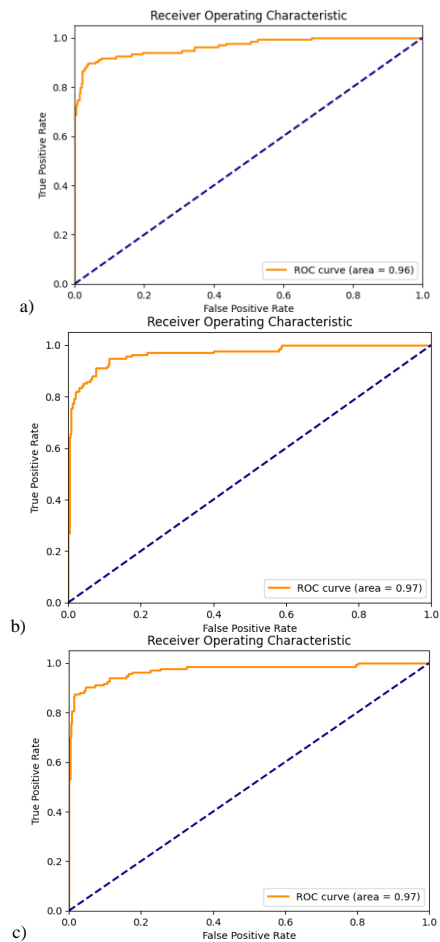 Receiver Operating Characteristic
1.0
0.8
0.6
0.4
0.2
0.0
True Positive Rate
ROC curve (area = 0.96)
0.0 0.2 0.4 0.6 0.8 1.0
False Positive Rate
a)
Receiver Operating Characteristic
1.0
0.8
0.6
0.4
0.2
0.0
True Positive Rate
ROC curve (area = 0.97)
0.0 0.2 0.4 0.6 0.8 1.0
False Positive Rate
b)
Receiver Operating Characteristic
1.0
0.8
0.6
0.4
0.2
0.0
True Positive Rate
ROC curve (area = 0.97)
0.0 0.2 0.4 0.6 0.8 1.0
False Positive Rate
c)